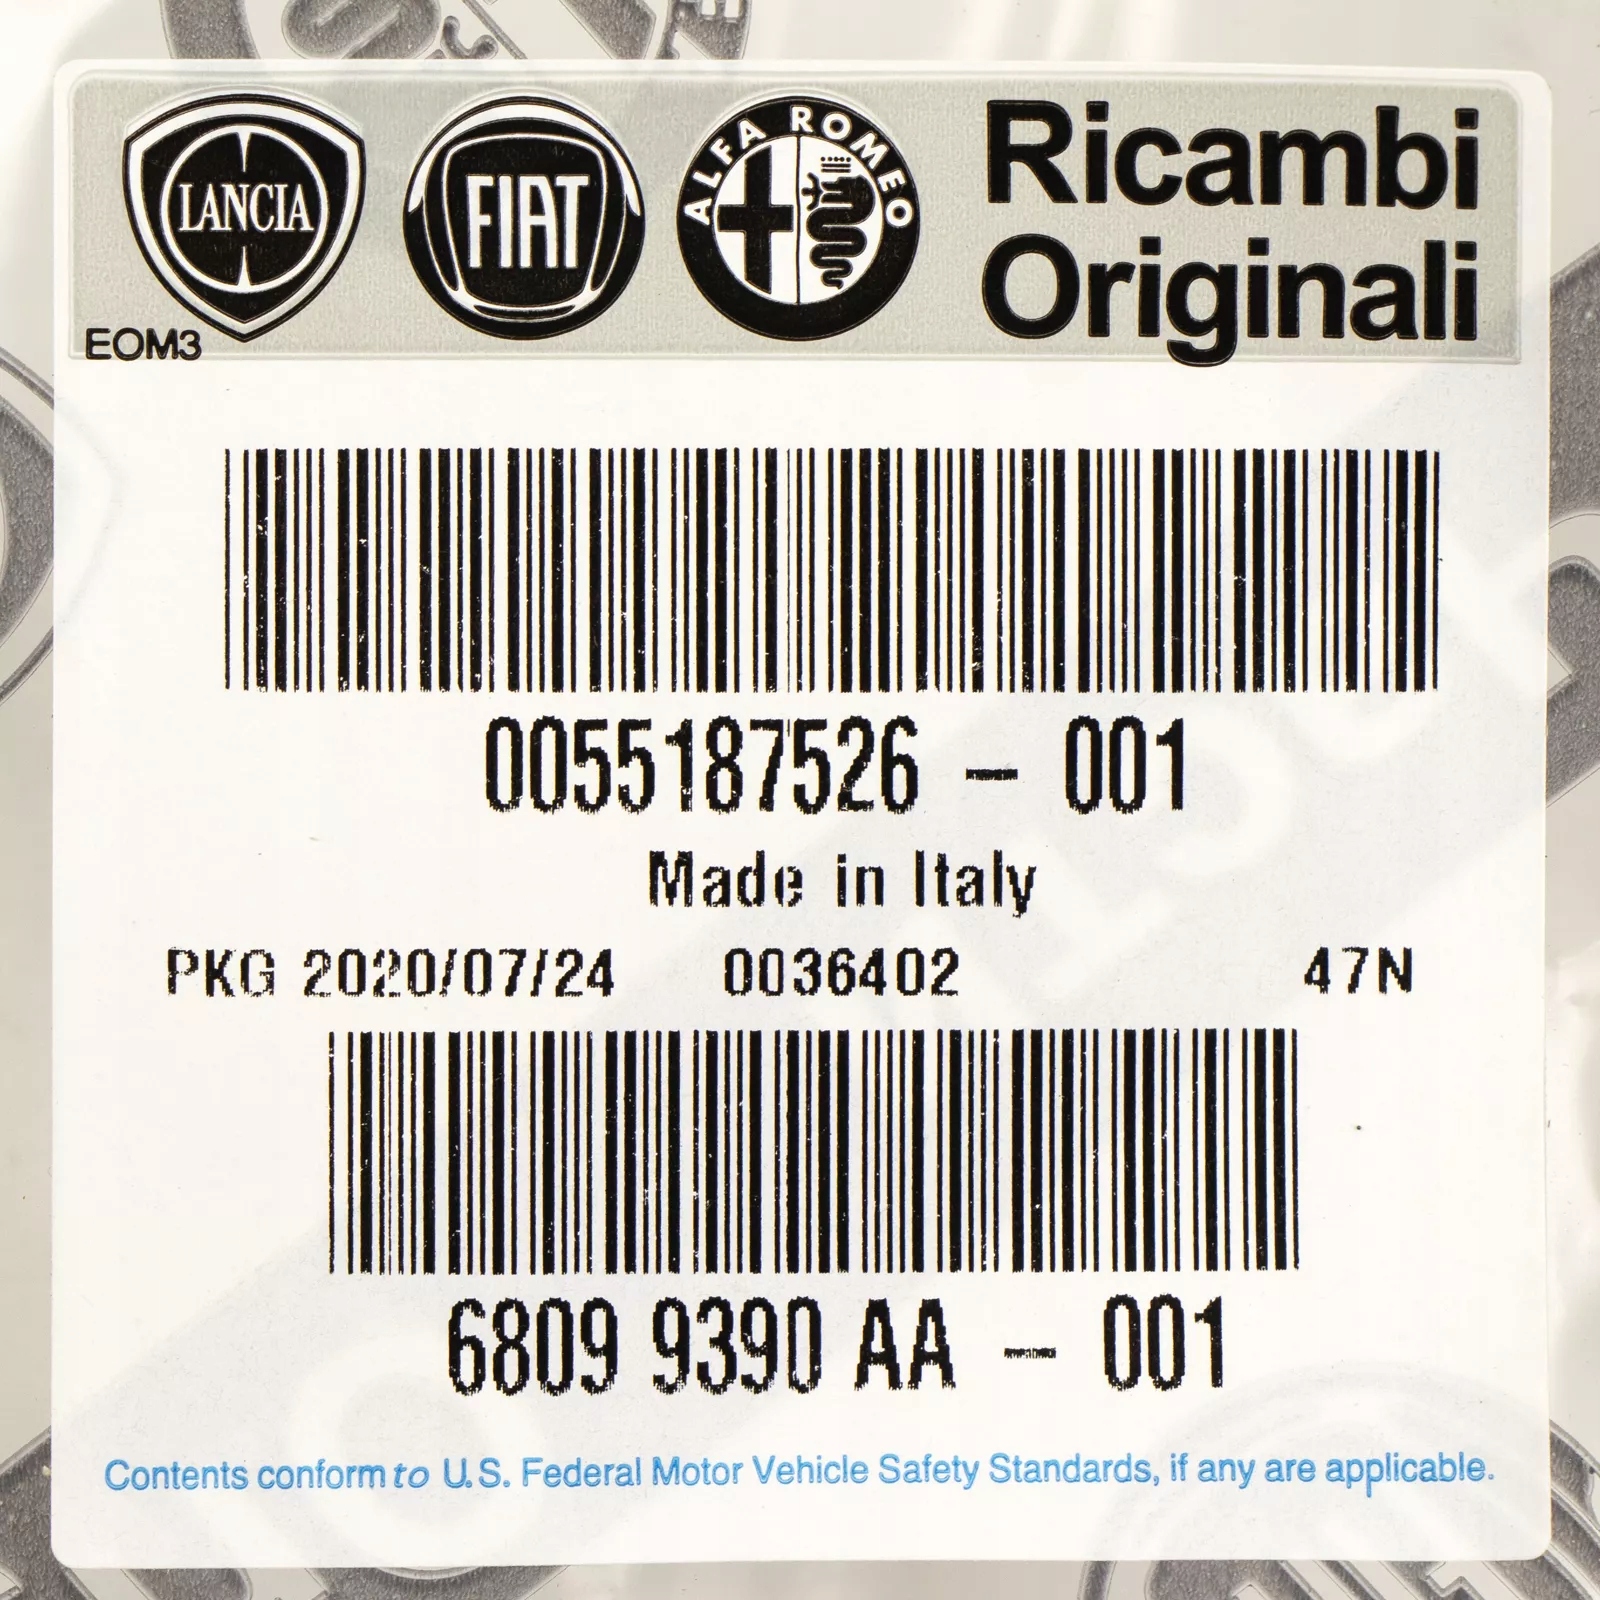 LANCIA
FIAT
ALFA ROMEO
Ricambi
Originali
EOM3
0055187526 - 001
Made in Italy
PKG 2020/07/24 0036402 47N
6809 9390 AA - 001
Contents conform to U.S. Federal Motor Vehicle Safety Standards, if any are applicable.